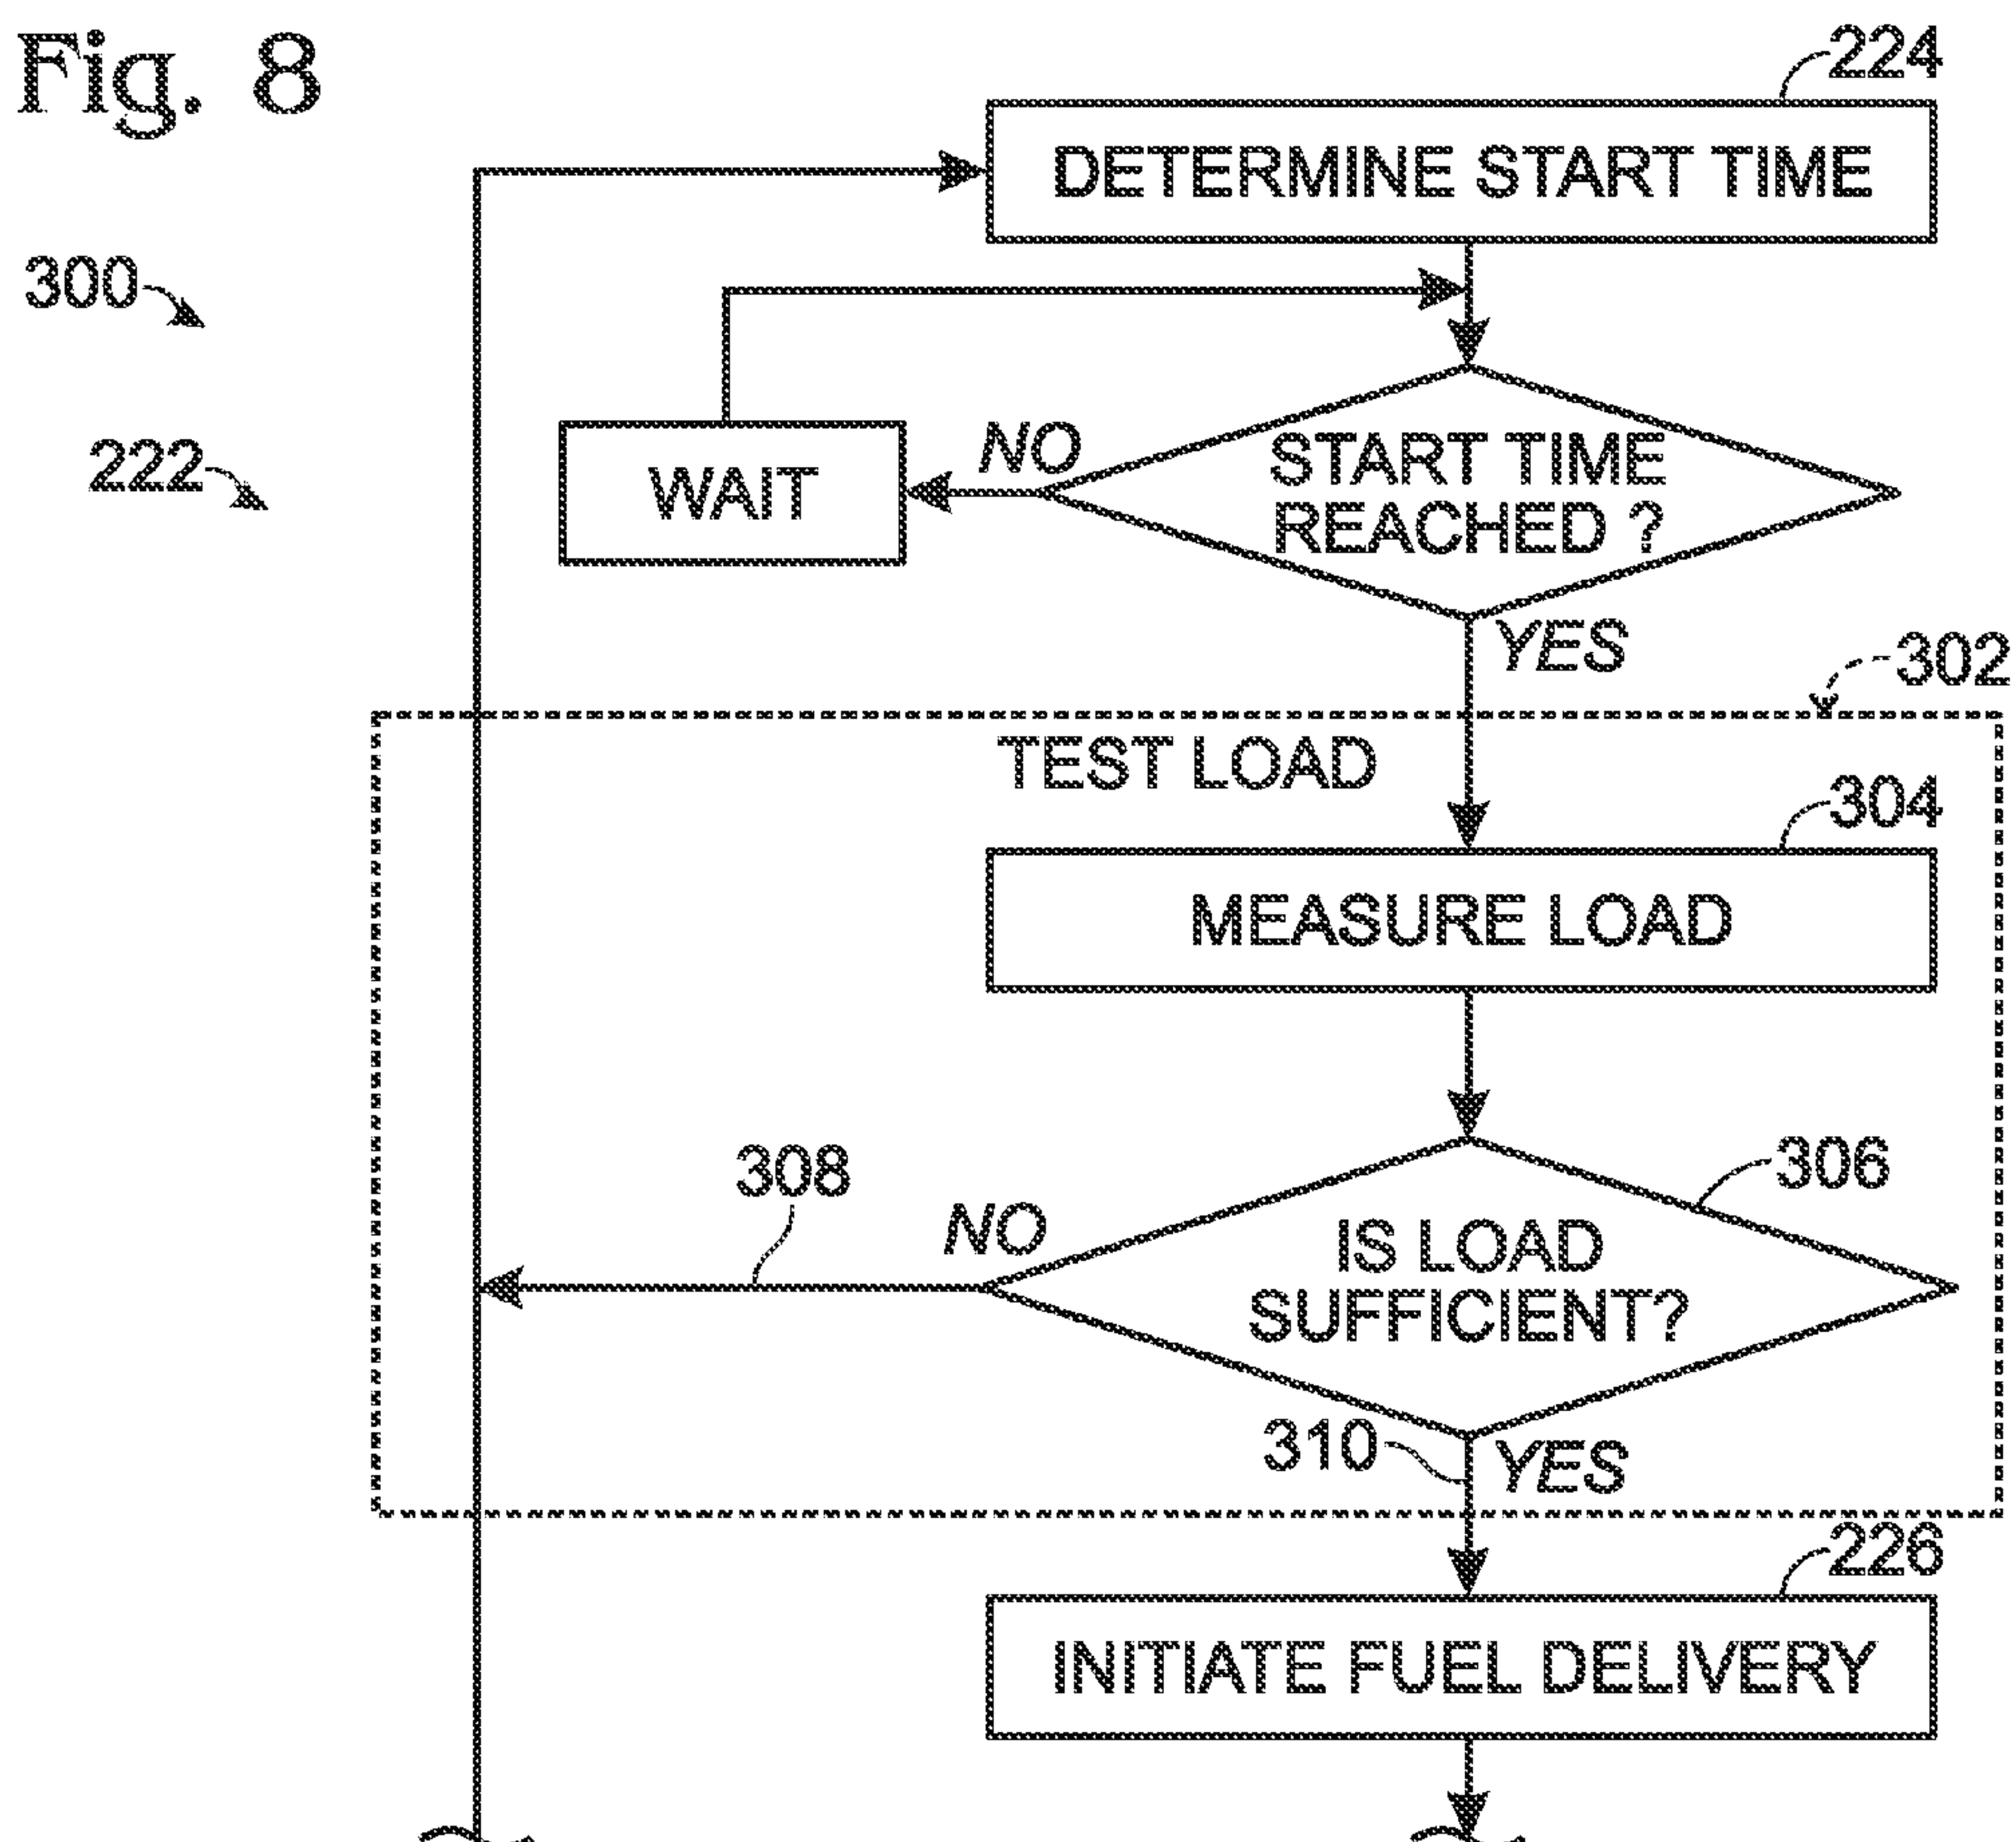 Fig. 8
224
DETERMINE START TIME
300
222
WAIT
NO
START TIME
REACHED ?
YES
302
TEST LOAD
304
MEASURE LOAD
308
NO
306
IS LOAD
SUFFICIENT?
310
YES
226
INITIATE FUEL DELIVERY